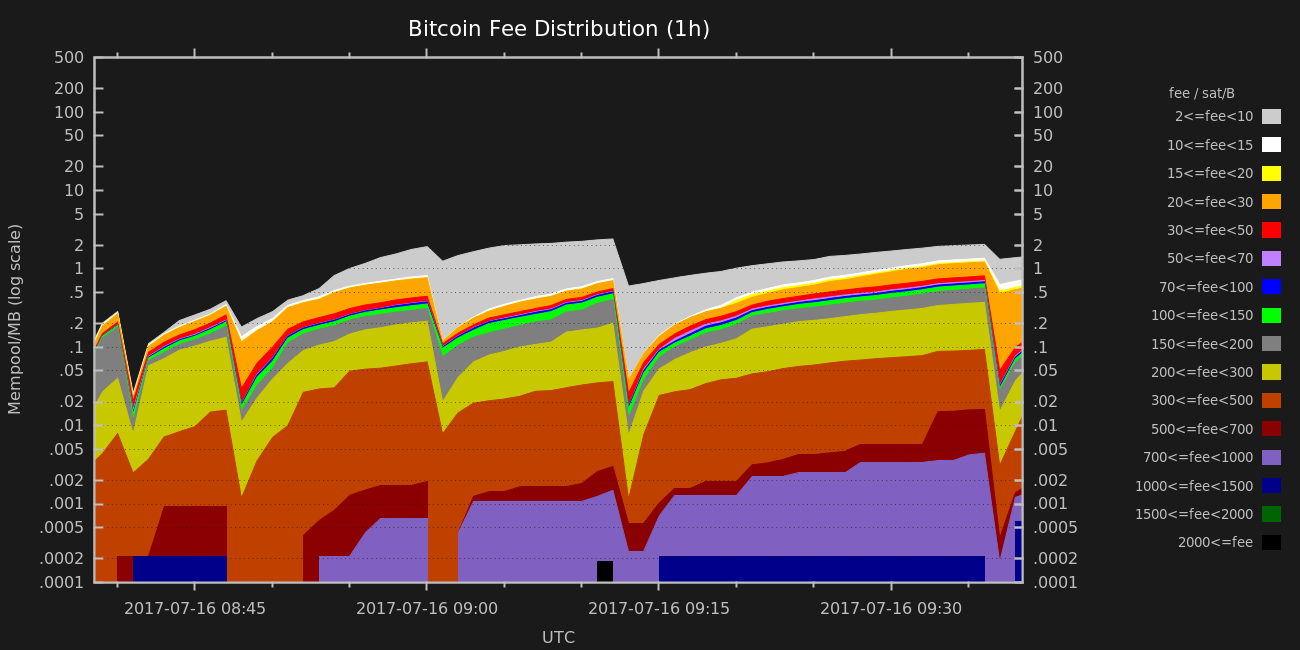 Bitcoin Fee Distribution (1h)
Mempool/MB (log scale)
500
200
100
50
20
10
5
2
1
.5
.2
.1
.05
.02
.01
.005
.002
.001
.0005
.0002
.0001
500
200
100
50
20
10
5
2
1
.5
.2
.1
.05
.02
.01
.005
.002
.001
.0005
.0002
.0001
2017-07-16 08:45
2017-07-16 09:00
2017-07-16 09:15
2017-07-16 09:30
UTC
fee / sat/B
2<=fee<10
10<=fee<15
15<=fee<20
20<=fee<30
30<=fee<50
50<=fee<70
70<=fee<100
100<=fee<150
150<=fee<200
200<=fee<300
300<=fee<500
500<=fee<700
700<=fee<1000
1000<=fee<1500
1500<=fee<2000
2000<=fee